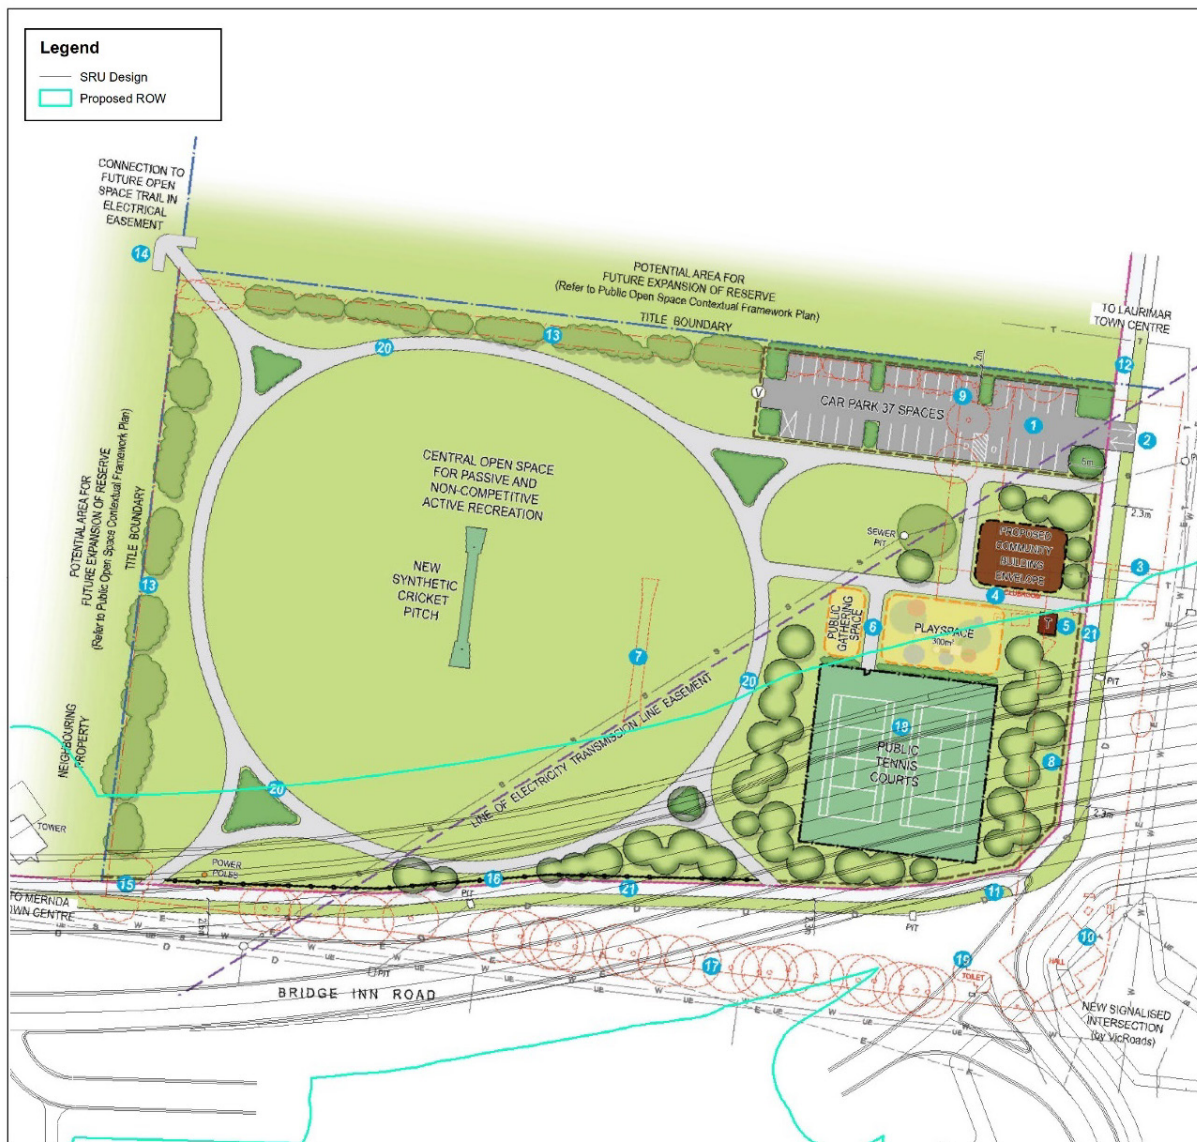 Legend
SRU Design
Proposed ROW
CONNECTION TO
FUTURE OPEN
SPACE TRAIL IN
ELECTRICAL
EASEMENT
14
POTENTIAL AREA FOR
FUTURE EXPANSION OF RESERVE
(Refer to Public Open Space Contextual Framework Plan)
TITLE BOUNDARY
13
20
TO LAURIMAR
TOWN CENTRE
12
9
CAR PARK 37 SPACES
1
2
V
5m
2.3m
CENTRAL OPEN SPACE
FOR PASSIVE AND
NON-COMPETITIVE
ACTIVE RECREATION
NEW
SYNTHETIC
CRICKET
PITCH
POTENTIAL AREA FOR
FUTURE EXPANSION OF RESERVE
(Refer to Public Open Space Contextual Framework Plan)
TITLE BOUNDARY
13
SEWER
PIT
PROPOSED
COMMUNITY
BUILDING
ENVELOPE
3
4
PUBLIC
GATHERING
SPACE
6
PLAYSPACE
300m²
T
5
21
7
20
PIT
LINE OF ELECTRICITY TRANSMISSION LINE EASEMENT
18
PUBLIC
TENNIS
COURTS
8
NEIGHBOURING
PROPERTY
TOWER
20
2.3m
POWER
POLES
15
16
21
11
PIT
PIT
TO MERNDA
TOWN CENTRE
PIT
17
19
TOILET
10
HALL
BRIDGE INN ROAD
NEW SIGNALISED
INTERSECTION
(by VicRoads)